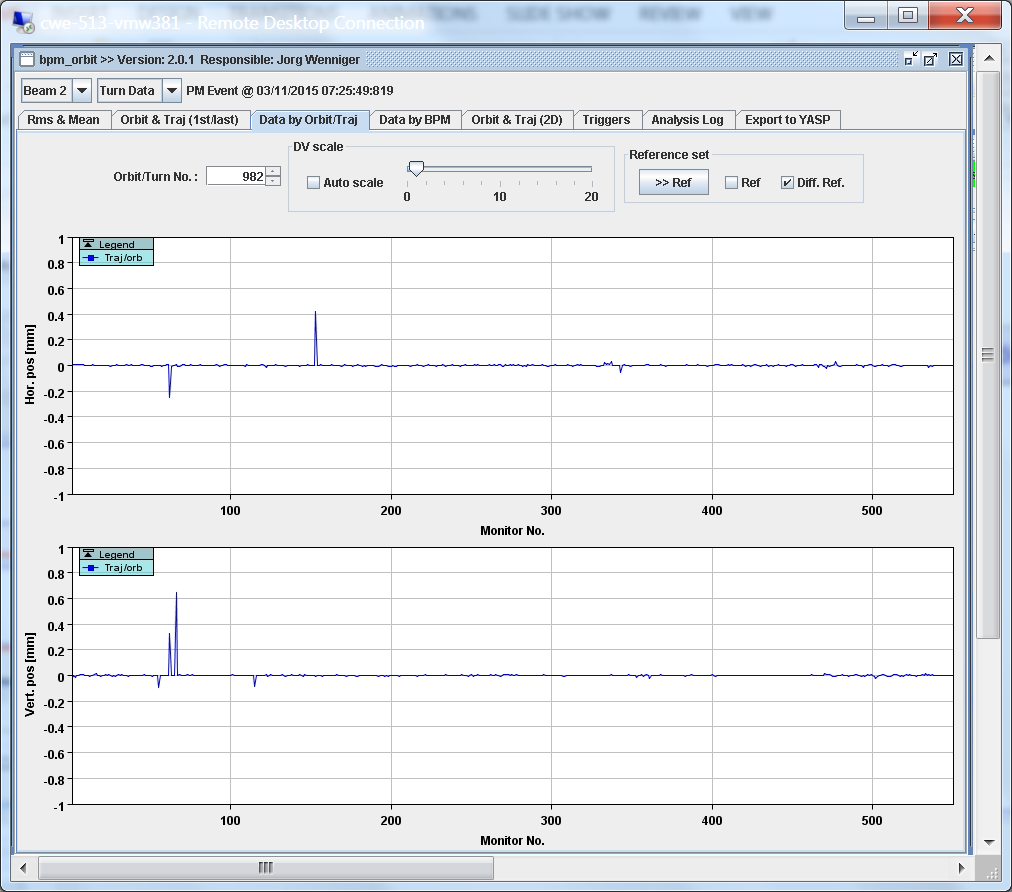 cwe-513-vmw381 - Remote Desktop Connection
SLIDE SHOW REVIEW VIEW
bpm_orbit >> Version: 2.0.1 Responsible: Jorg Wenniger
Beam 2 Turn Data PM Event @ 03/11/2015 07:25:49:819
Rms & Mean Orbit & Traj (1st/last) Data by Orbit/Traj Data by BPM Orbit & Traj (2D) Triggers Analysis Log Export to YASP
DV scale
Reference set
Orbit/Turn No. : 982
Auto scale
>> Ref Ref Diff. Ref.
0 10 20
Legend
Traj/orb
1
0.8
0.6
0.4
0.2
0
-0.2
-0.4
-0.6
-0.8
-1
Hor. pos [mm]
100 200 300 400 500
Monitor No.
Legend
Traj/orb
1
0.8
0.6
0.4
0.2
0
-0.2
-0.4
-0.6
-0.8
-1
Vert. pos [mm]
100 200 300 400 500
Monitor No.